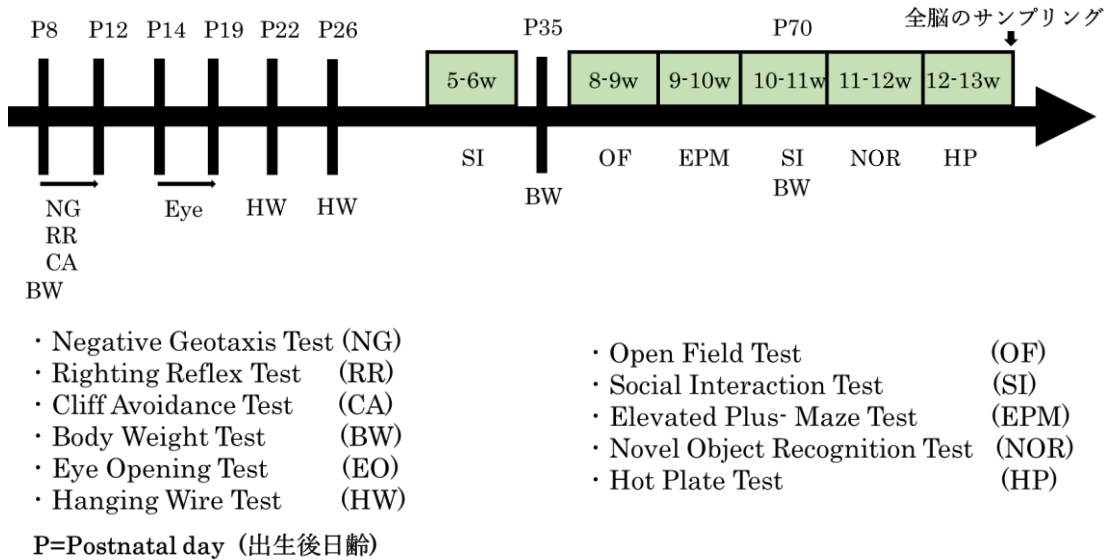 全脳のサンプリング
P8 P12 P14 P19 P22 P26 P35 P70
5-6w 8-9w 9-10w 10-11w 11-12w 12-13w
SI OF EPM SI NOR HP
BW BW
NG Eye HW HW
RR
CA
BW
・Negative Geotaxis Test (NG)
・Righting Reflex Test (RR)
・Cliff Avoidance Test (CA)
・Body Weight Test (BW)
・Eye Opening Test (EO)
・Hanging Wire Test (HW)
・Open Field Test (OF)
・Social Interaction Test (SI)
・Elevated Plus- Maze Test (EPM)
・Novel Object Recognition Test (NOR)
・Hot Plate Test (HP)
P=Postnatal day (出生後日齢)